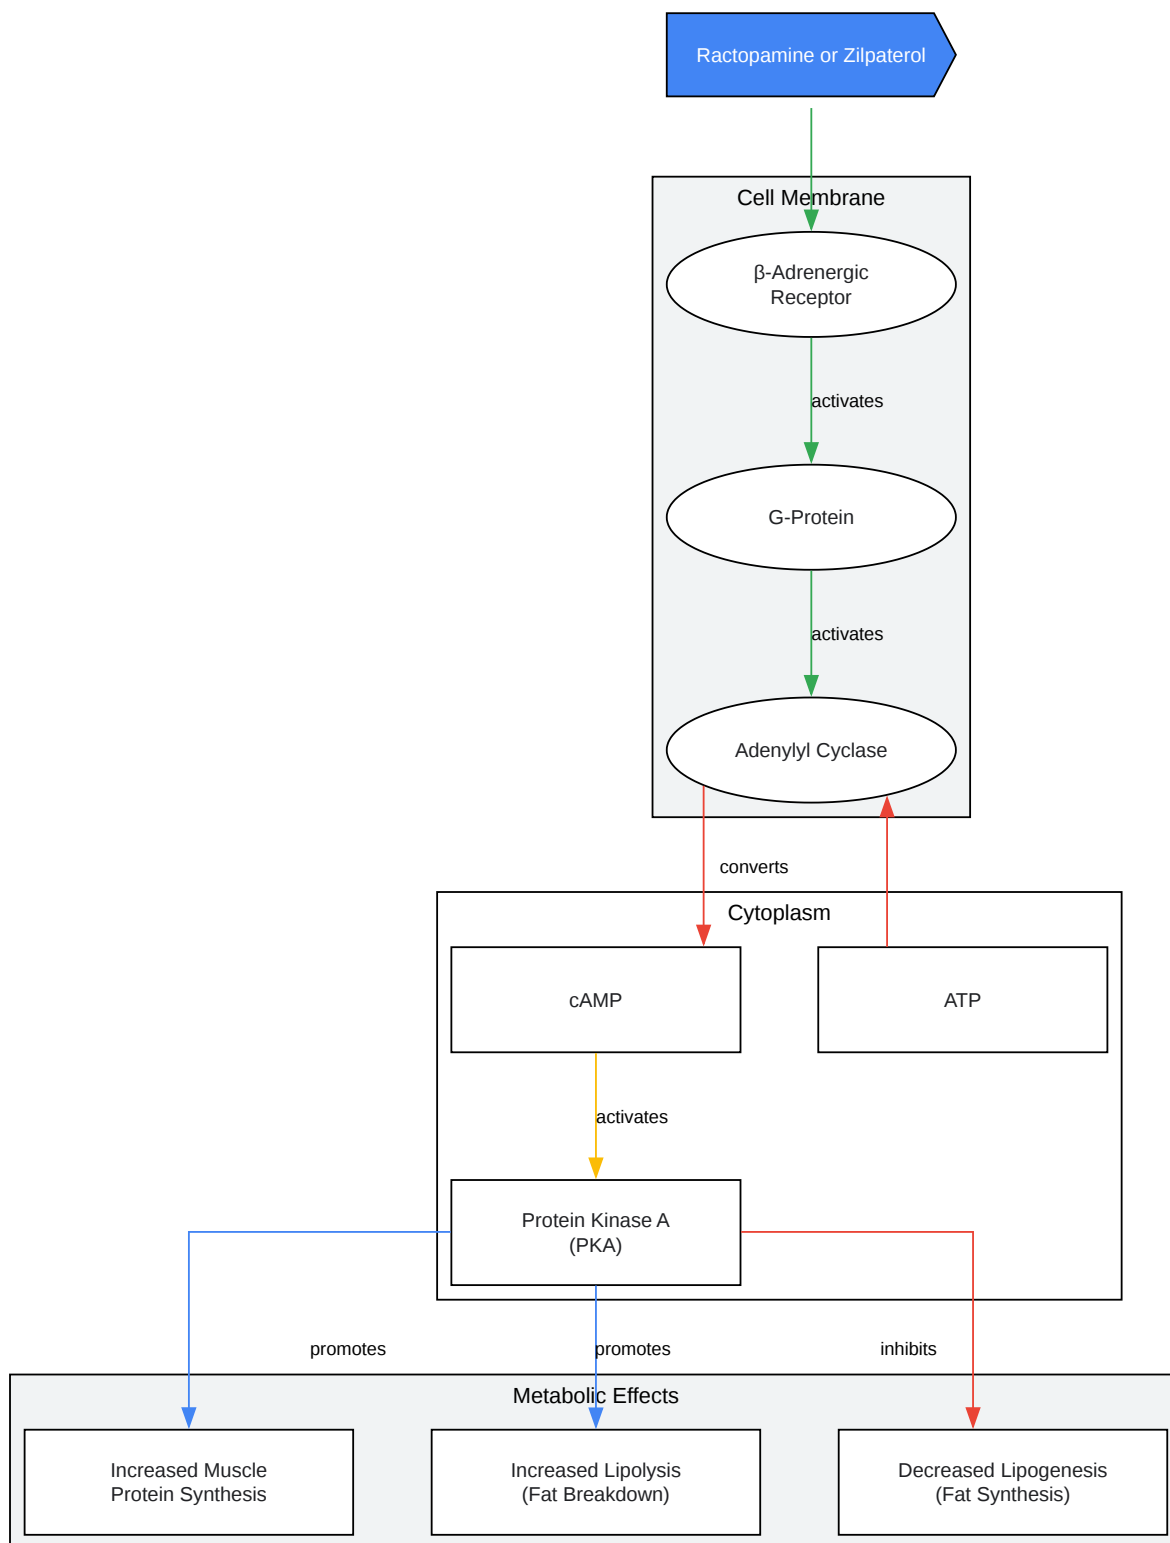 Ractopamine or Zilpaterol
Cell Membrane
β-Adrenergic
Receptor
activates
G-Protein
activates
Adenylyl Cyclase
converts
Cytoplasm
cAMP
ATP
activates
Protein Kinase A
(PKA)
promotes
promotes
inhibits
Metabolic Effects
Increased Muscle
Protein Synthesis
Increased Lipolysis
(Fat Breakdown)
Decreased Lipogenesis
(Fat Synthesis)